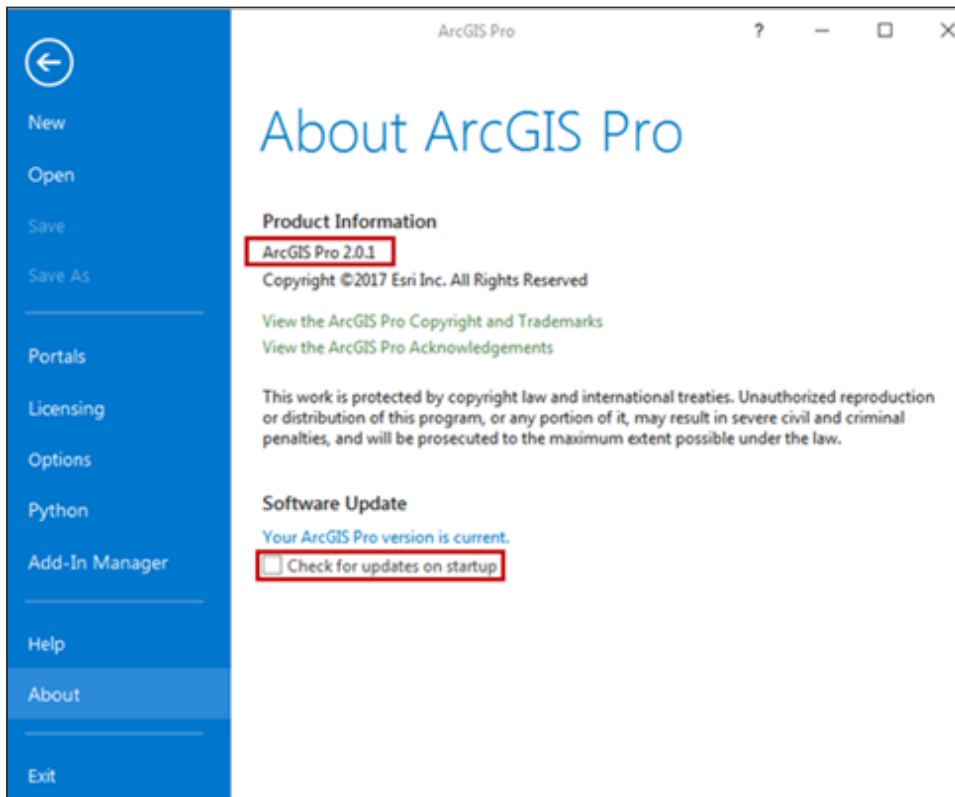 ArcGIS Pro
?
New
Open
Save
Save As
Portals
Licensing
Options
Python
Add-In Manager
Help
About
Exit
About ArcGIS Pro
Product Information
ArcGIS Pro 2.0.1
Copyright ©2017 Esri Inc. All Rights Reserved
View the ArcGIS Pro Copyright and Trademarks
View the ArcGIS Pro Acknowledgements
This work is protected by copyright law and international treaties. Unauthorized reproduction
or distribution of this program, or any portion of it, may result in severe civil and criminal
penalties, and will be prosecuted to the maximum extent possible under the law.
Software Update
Your ArcGIS Pro version is current.
Check for updates on startup